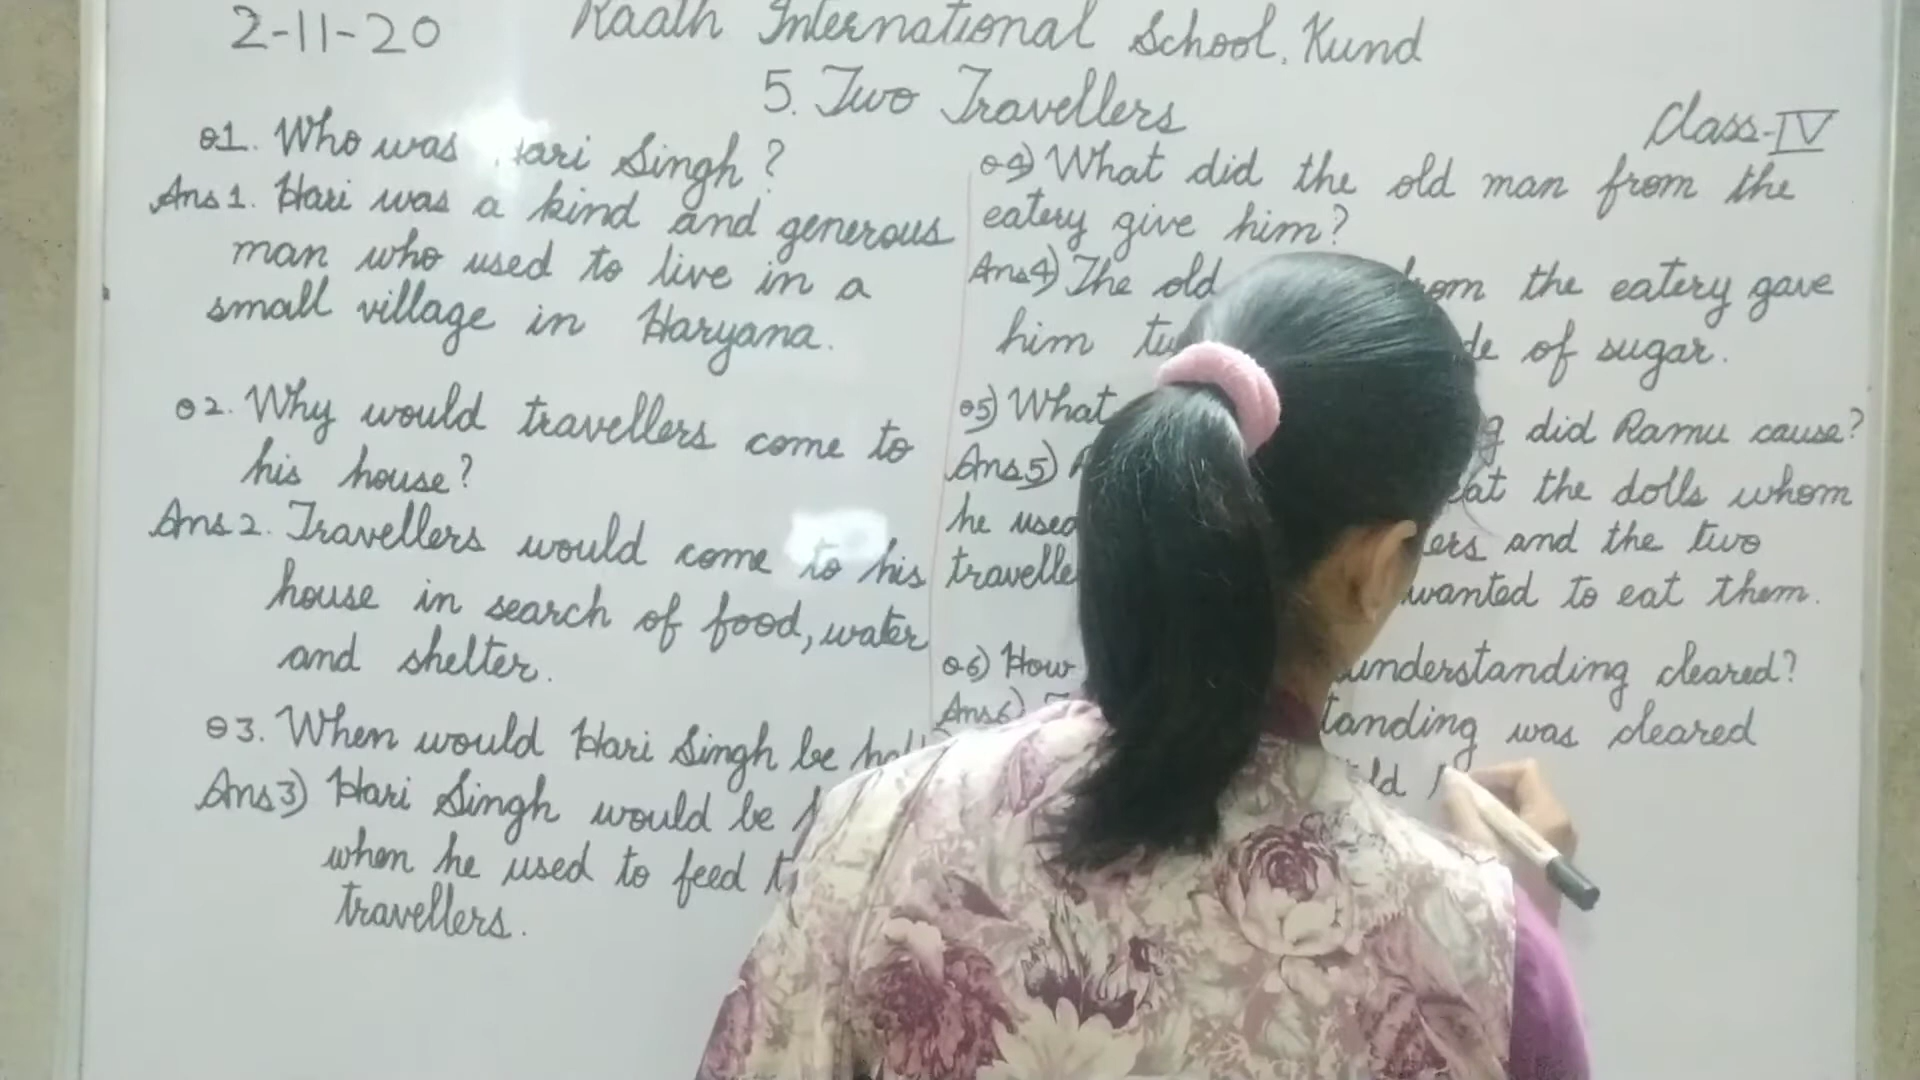 2-11-20
Raath International School, Kund
5. Two Travellers
Class-IV
Q1. Who was Hari Singh?
Ans 1. Hari was a kind and generous
man who used to live in a
small village in Haryana.
Q2. Why would travellers come to
his house?
Ans 2. Travellers would come to his
house in search of food, water
and shelter.
Q3. When would Hari Singh be
Ans3) Hari Singh would be
when he used to feed
travellers.
Q4) What did the old man from the
eatery give him?
Ans4) The old from the eatery gave
him of sugar.
Q5) What did Ramu cause?
Ans5) eat the dolls whom
he used and the two
wanted to eat them.
Q6) How understanding cleared?
Ans6) was cleared